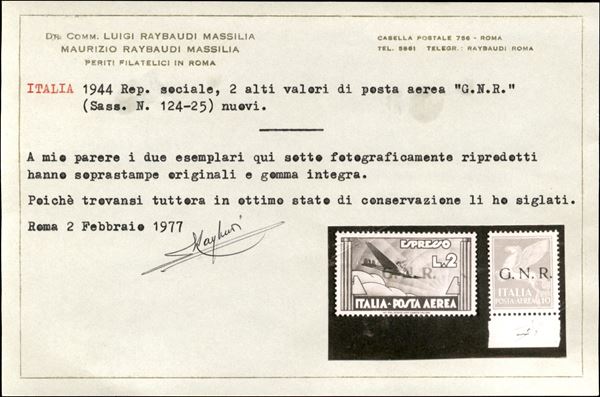 Dr. Comm. LUIGI RAYBAUDI MASSILIA
MAURIZIO RAYBAUDI MASSILIA
PERITI FILATELICI IN ROMA
CASELLA POSTALE 756 - ROMA
TEL. 5861 TELEGR.: RAYBAUDI ROMA
ITALIA 1944 Rep. sociale, 2 alti valori di posta aerea "G.N.R."
(Sass. N. 124-25) nuovi.
A mio parere i due esemplari qui sotto fotograficamente riprodotti
hanno soprastampe originali e gomma integra.
Poichè trovansi tuttora in ottimo stato di conservazione li ho siglati.
Roma 2 Febbraio 1977
Raybaudi
ESPRESSO
L.2
G.N.R.
ITALIA-POSTA AEREA
G.N.R.
ITALIA
POSTA AEREA L.10